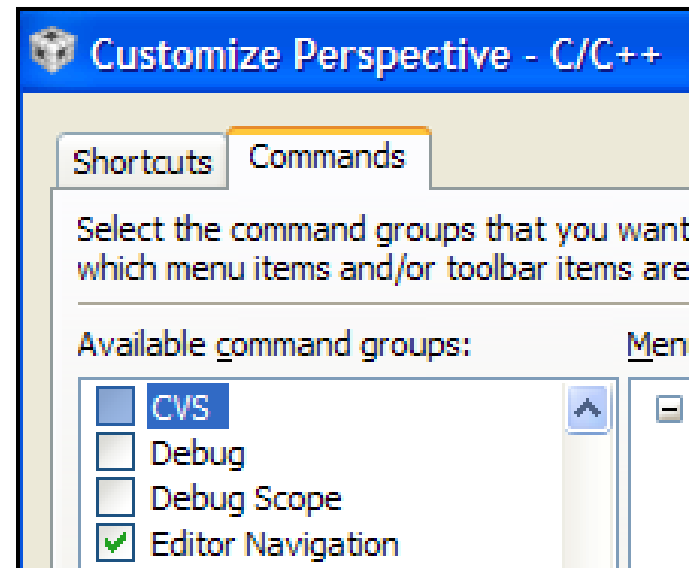 Customize Perspective - C/C++
Shortcuts Commands
Select the command groups that you want
which menu items and/or toolbar items are
Available command groups:
CVS
Debug
Debug Scope
Editor Navigation